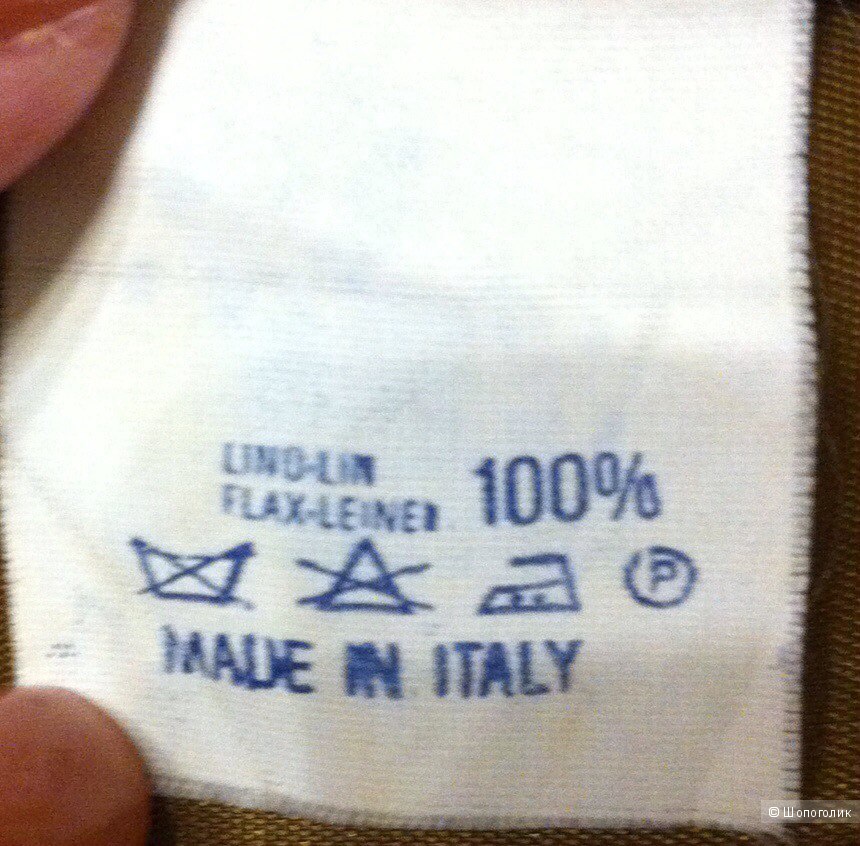 LINO-LIN
FLAX-LEINEN 100%
P
MADE IN ITALY
© Шопоголик